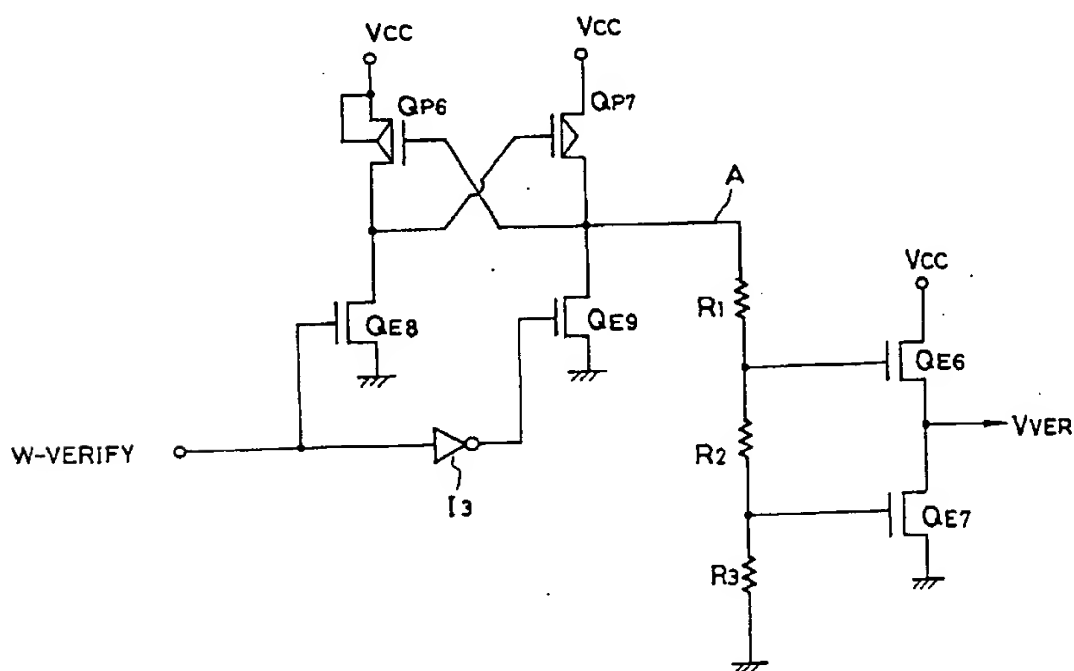 VCC
VCC
QP6
QP7
A
VCC
R1
QE8
QE9
QE6
R2
VVER
W-VERIFY
I3
QE7
R3